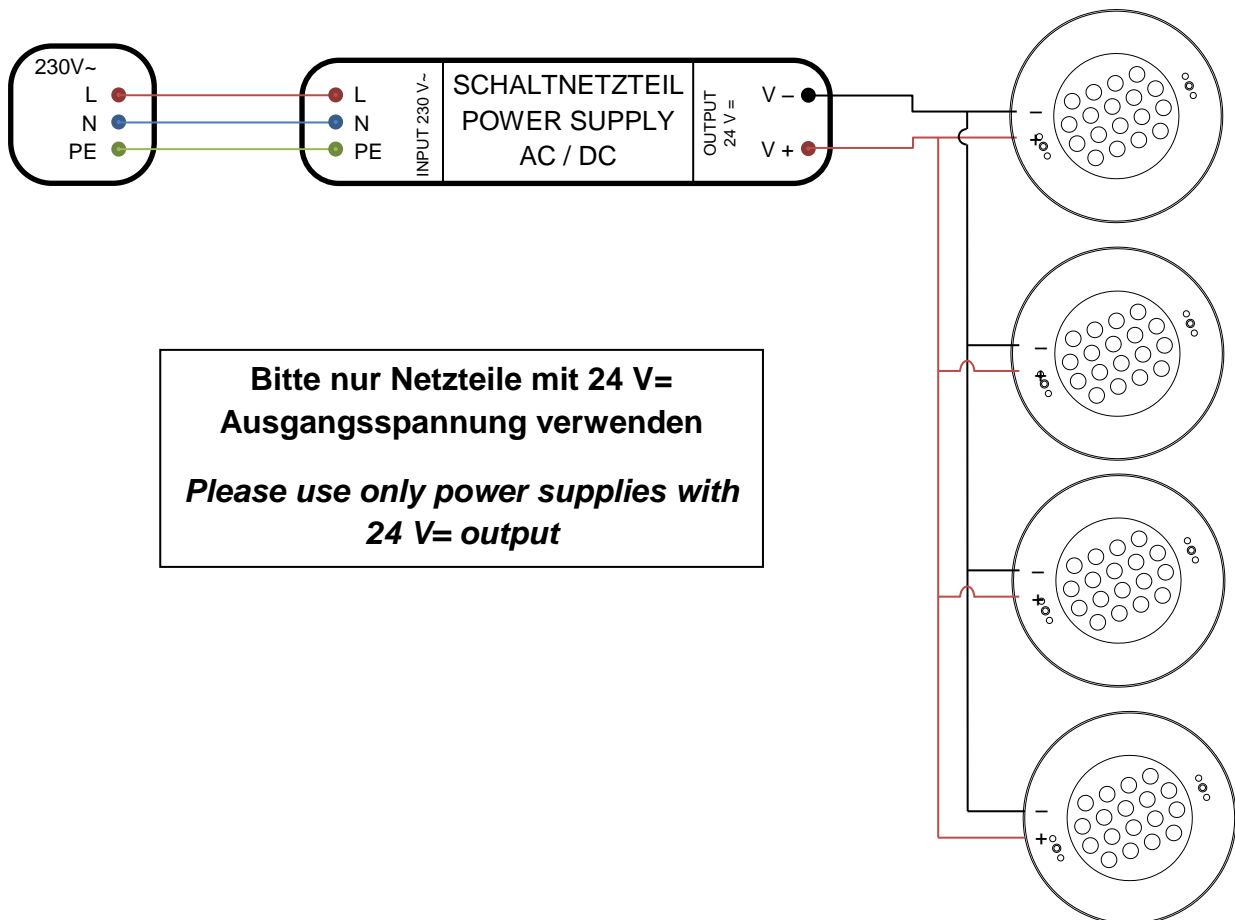 230V~
L
N
PE
L
N
PE
INPUT 230 V~
SCHALTNETZTEIL
POWER SUPPLY
AC / DC
OUTPUT
24 V =
V –
V +
–
+
–
+
–
+
–
+
Bitte nur Netzteile mit 24 V=
Ausgangsspannung verwenden
Please use only power supplies with
24 V= output